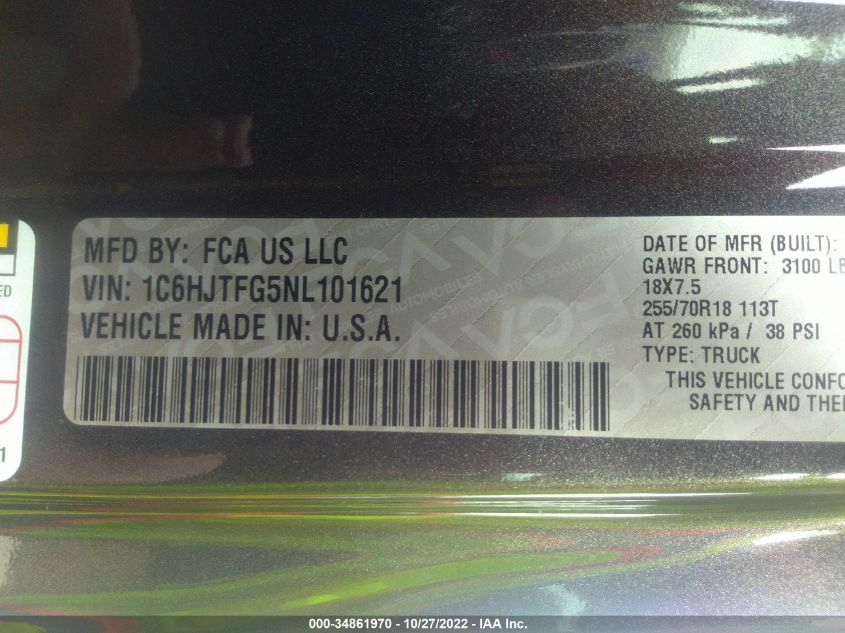 MFD BY: FCA US LLC
VIN: 1C6HJTFG5NL101621
VEHICLE MADE IN: U.S.A.
DATE OF MFR (BUILT):
GAWR FRONT: 3100 LB
18X7.5
255/70R18 113T
AT 260 kPa / 38 PSI
TYPE: TRUCK
THIS VEHICLE CONFO
SAFETY AND THE
ED
1
000-34861970 - 10/27/2022 - IAA Inc.